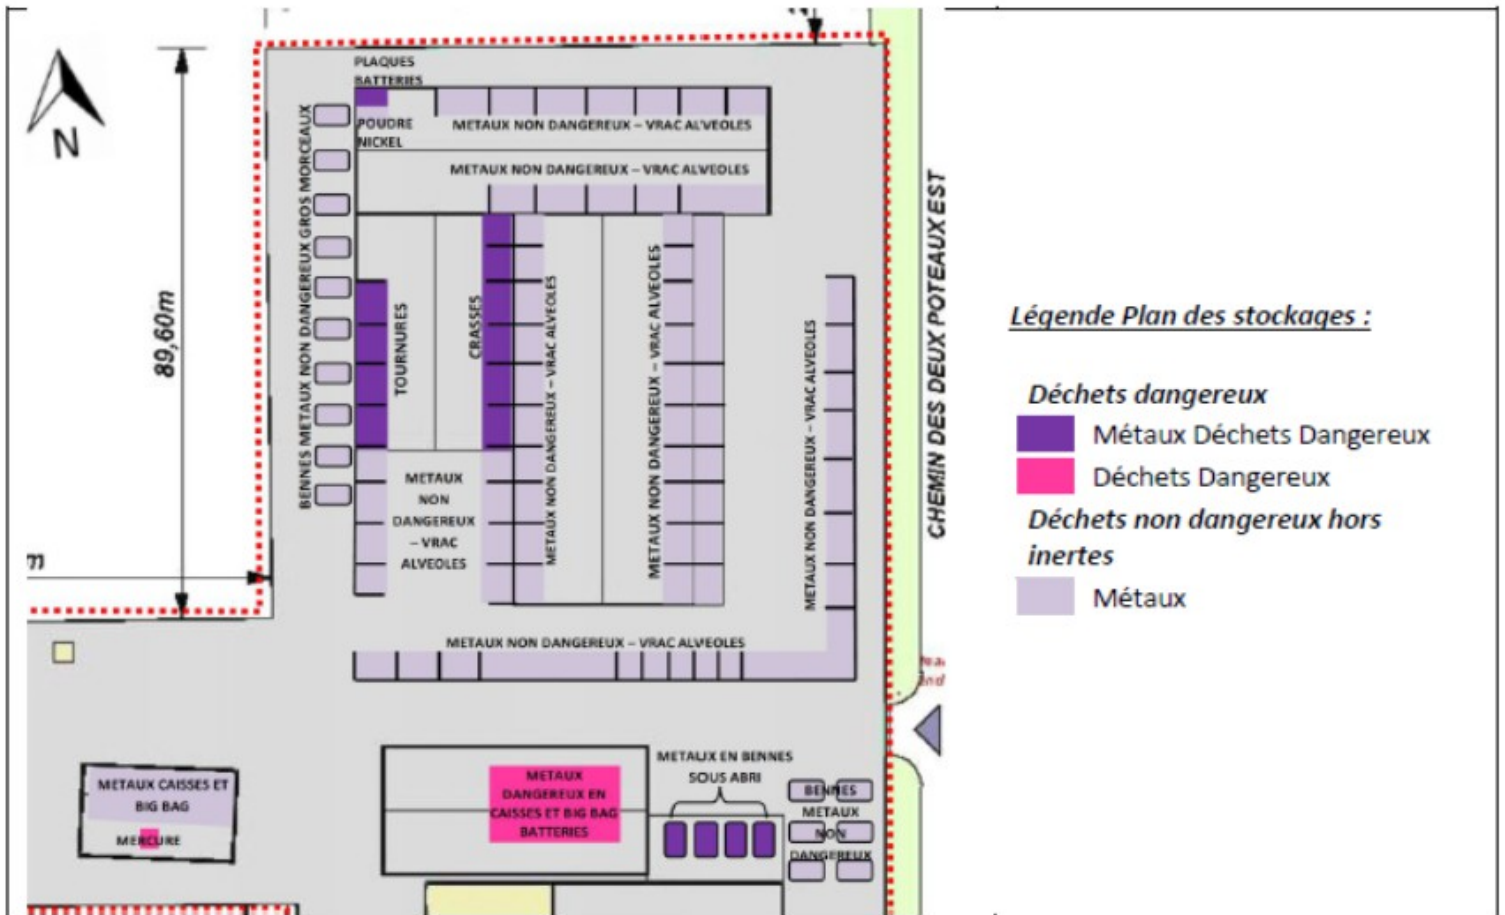 PLAQUES
BATTERIES
POUDRE
NICKEL
METAUX NON DANGEREUX – VRAC ALVEOLES
METAUX NON DANGEREUX – VRAC ALVEOLES
N
BENNES METAUX NON DANGEREUX GROS MORCEAUX
89,60m
TOURNURES
CRASSES
METAUX NON DANGEREUX – VRAC ALVEOLES
METAUX NON DANGEREUX – VRAC ALVEOLES
METAUX NON DANGEREUX – VRAC ALVEOLES
CHEMIN DES DEUX POTEAUX EST
METAUX
NON
DANGEREUX
– VRAC
ALVEOLES
m
METAUX NON DANGEREUX – VRAC ALVEOLES
METAUX CAISSES ET
BIG BAG
MERCURE
METAUX
DANGEREUX EN
CAISSES ET BIG BAG
BATTERIES
METAUX EN BENNES
SOUS ABRI
BENNES
METAUX
NON
DANGEREUX
Légende Plan des stockages :
Déchets dangereux
Métaux Déchets Dangereux
Déchets Dangereux
Déchets non dangereux hors
inertes
Métaux